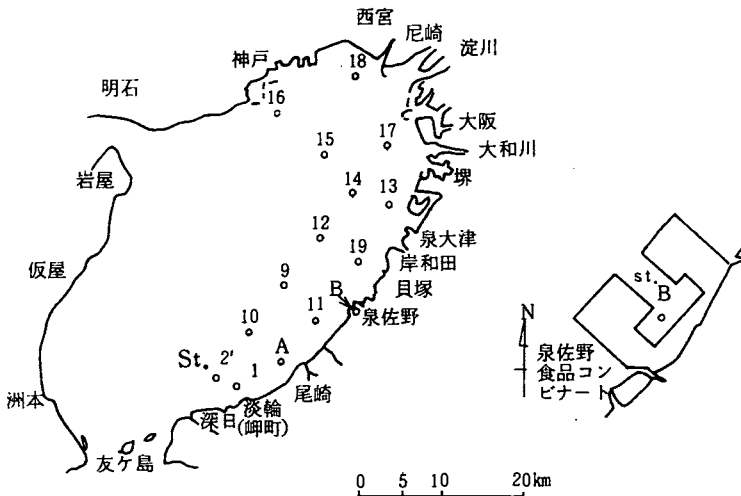 西宮
尼崎
淀川
神戸
18
明石
16
大阪
17
大和川
15
堺
岩屋
14
13
12
泉大津
19
岸和田
仮屋
9
貝塚
B
st.
B
10
11
泉佐野
N
A
St. 2'
1
泉佐野
食品コン
ビナート
尾崎
洲本
深日
淡輪
(岬町)
友ケ島
0 5 10 20km